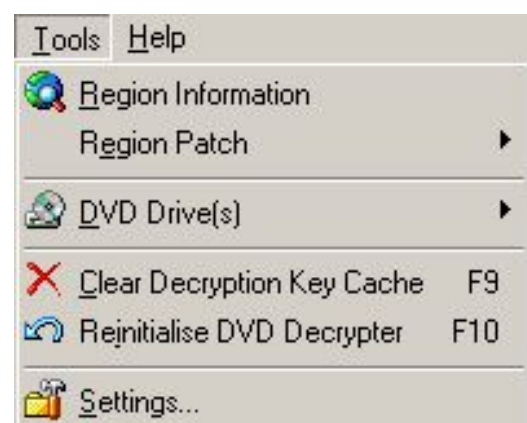 Tools Help
Region Information
Region Patch
DVD Drive(s)
Clear Decryption Key Cache F9
Reinitialise DVD Decrypter F10
Settings...